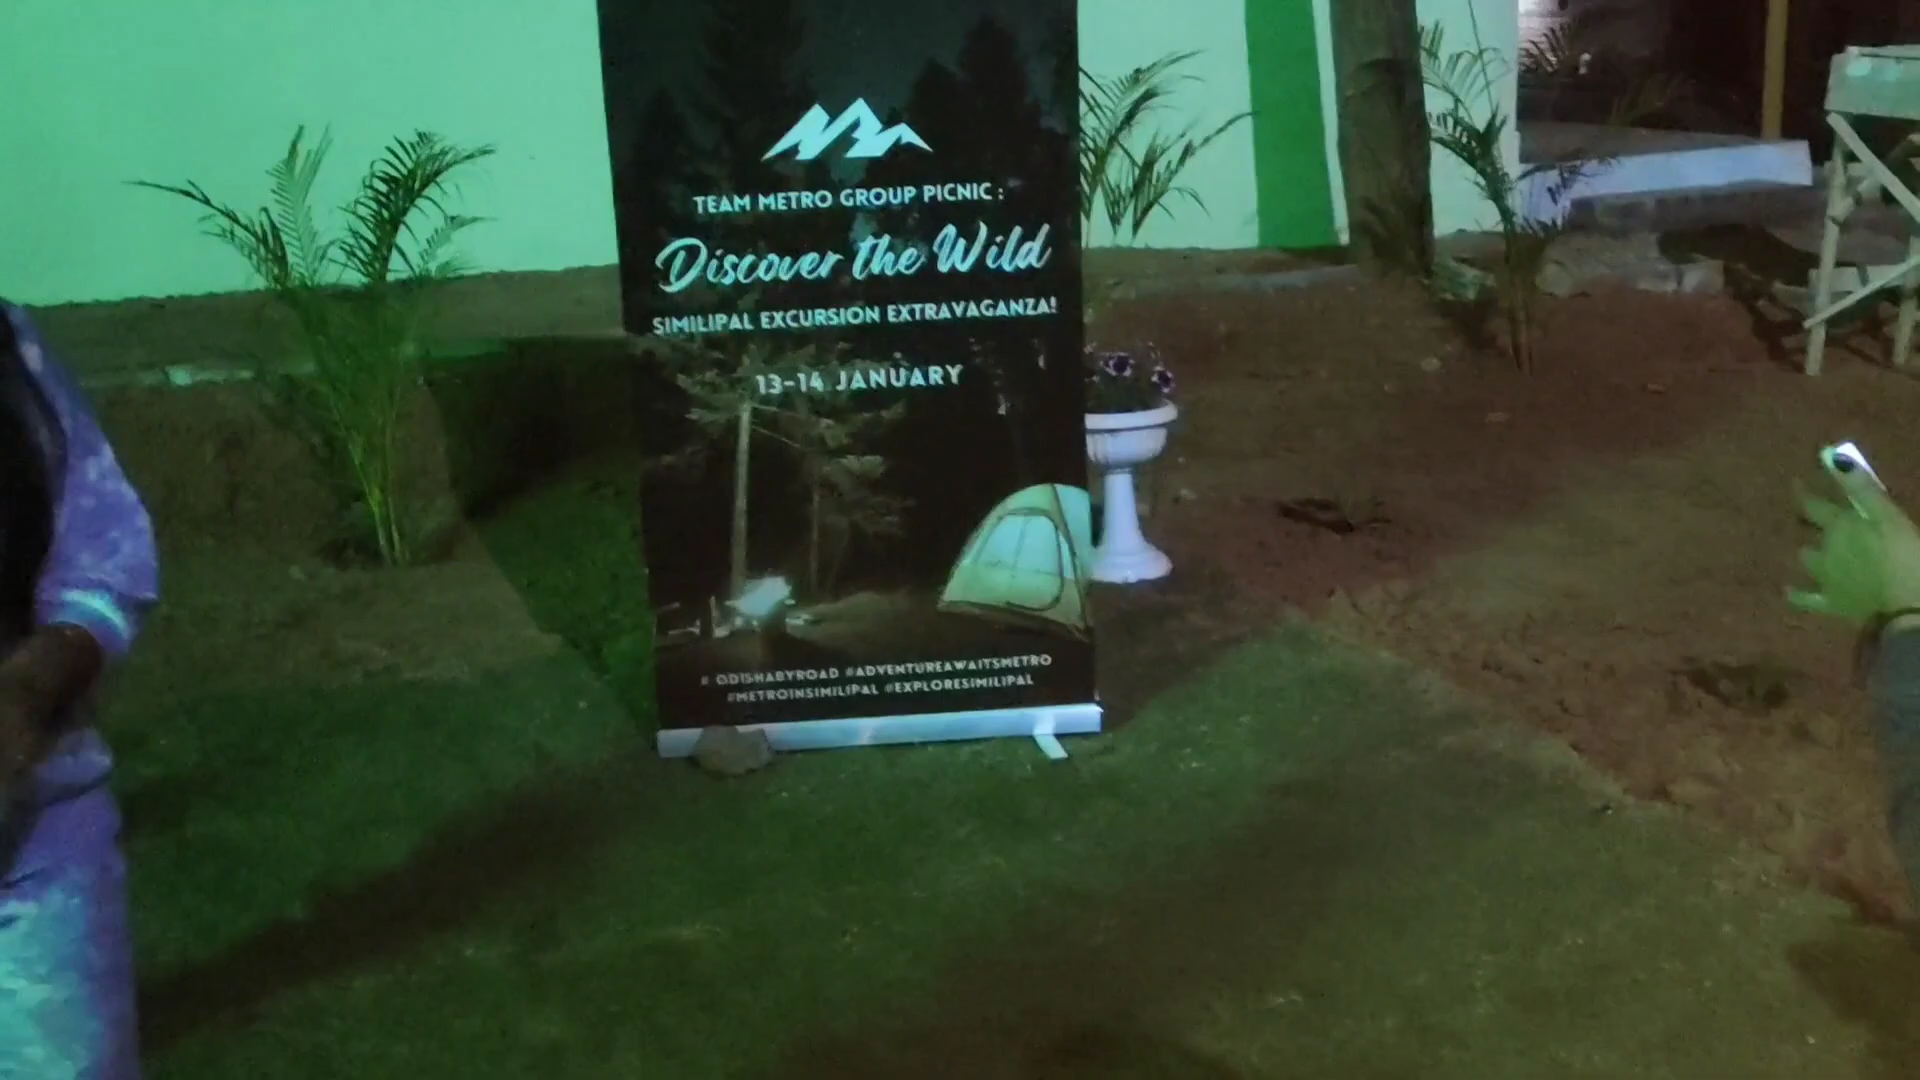 TEAM METRO GROUP PICNIC :
Discover the Wild
SIMILIPAL EXCURSION EXTRAVAGANZA!
13-14 JANUARY
# ODISHABYROAD #ADVENTUREAWAITSMETRO
#METROINSIMILIPAL #EXPLORESIMILIPAL